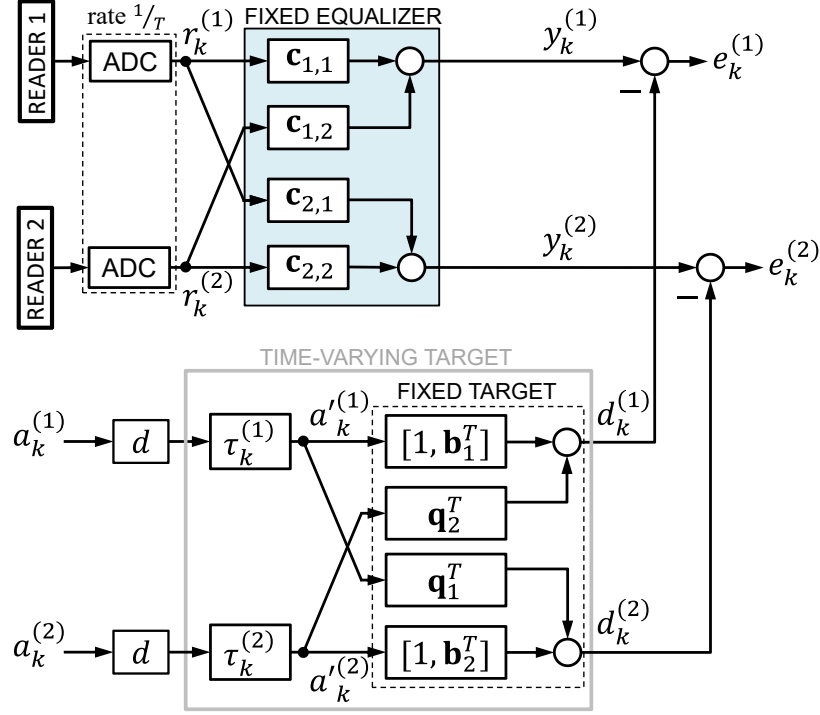 rate 1/T
FIXED EQUALIZER
READER 1
ADC
r_k^(1)
c_1,1
y_k^(1)
e_k^(1)
−
c_1,2
c_2,1
READER 2
ADC
r_k^(2)
c_2,2
y_k^(2)
e_k^(2)
−
TIME-VARYING TARGET
FIXED TARGET
a_k^(1)
d
τ_k^(1)
a′_k^(1)
[1, b_1^T]
d_k^(1)
q_2^T
q_1^T
a_k^(2)
d
τ_k^(2)
a′_k^(2)
[1, b_2^T]
d_k^(2)